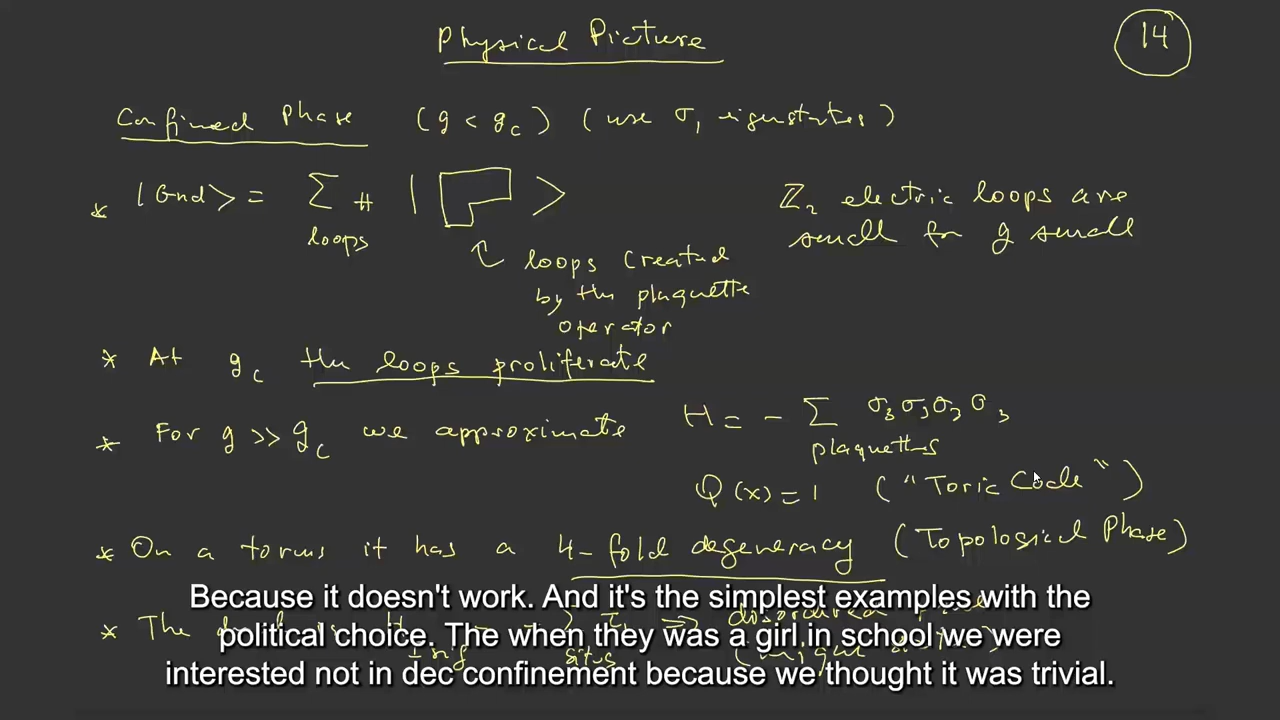 Physical Picture
14
Confined Phase (g < g_c) (use σ_1 eigenstates)
* |Gnd> = Σ # | >
loops
Z_2 electric loops are
small for g small
loops created
by the plaquette
operator
* At g_c the loops proliferate
* For g >> g_c we approximate H = - Σ σ_3 σ_3 σ_3 σ_3
plaquettes
Q(x) = 1 ("Toric Code")
* On a torus it has a 4-fold degeneracy (Topological Phase)
* The
sites
Because it doesn't work. And it's the simplest examples with the
political choice. The when they was a girl in school we were
interested not in dec confinement because we thought it was trivial.